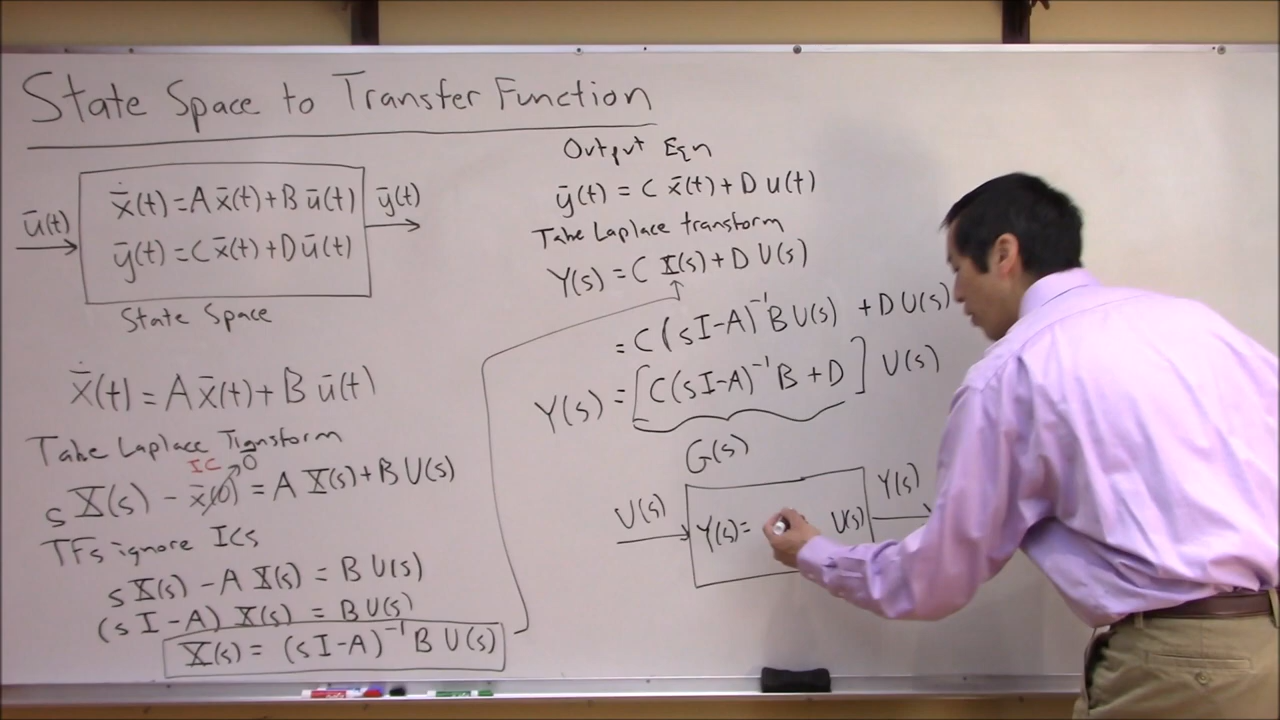 State Space to Transfer Function
ū(t)
ẋ̄(t) = A x̄(t) + B ū(t)
ȳ(t) = C x̄(t) + D ū(t)
ȳ(t)
State Space
ẋ̄(t) = A x̄(t) + B ū(t)
Take Laplace Transform
IC 0
s X(s) - x̄(0) = A X(s) + B U(s)
TFs ignore ICs
s X(s) - A X(s) = B U(s)
(s I - A) X(s) = B U(s)
X(s) = (s I - A)⁻¹ B U(s)
Output Eqn
ȳ(t) = C x̄(t) + D u(t)
Take Laplace transform
Y(s) = C X(s) + D U(s)
= C (s I - A)⁻¹ B U(s) + D U(s)
Y(s) = [C (s I - A)⁻¹ B + D] U(s)
G(s)
U(s)
Y(s) = U(s)
Y(s)